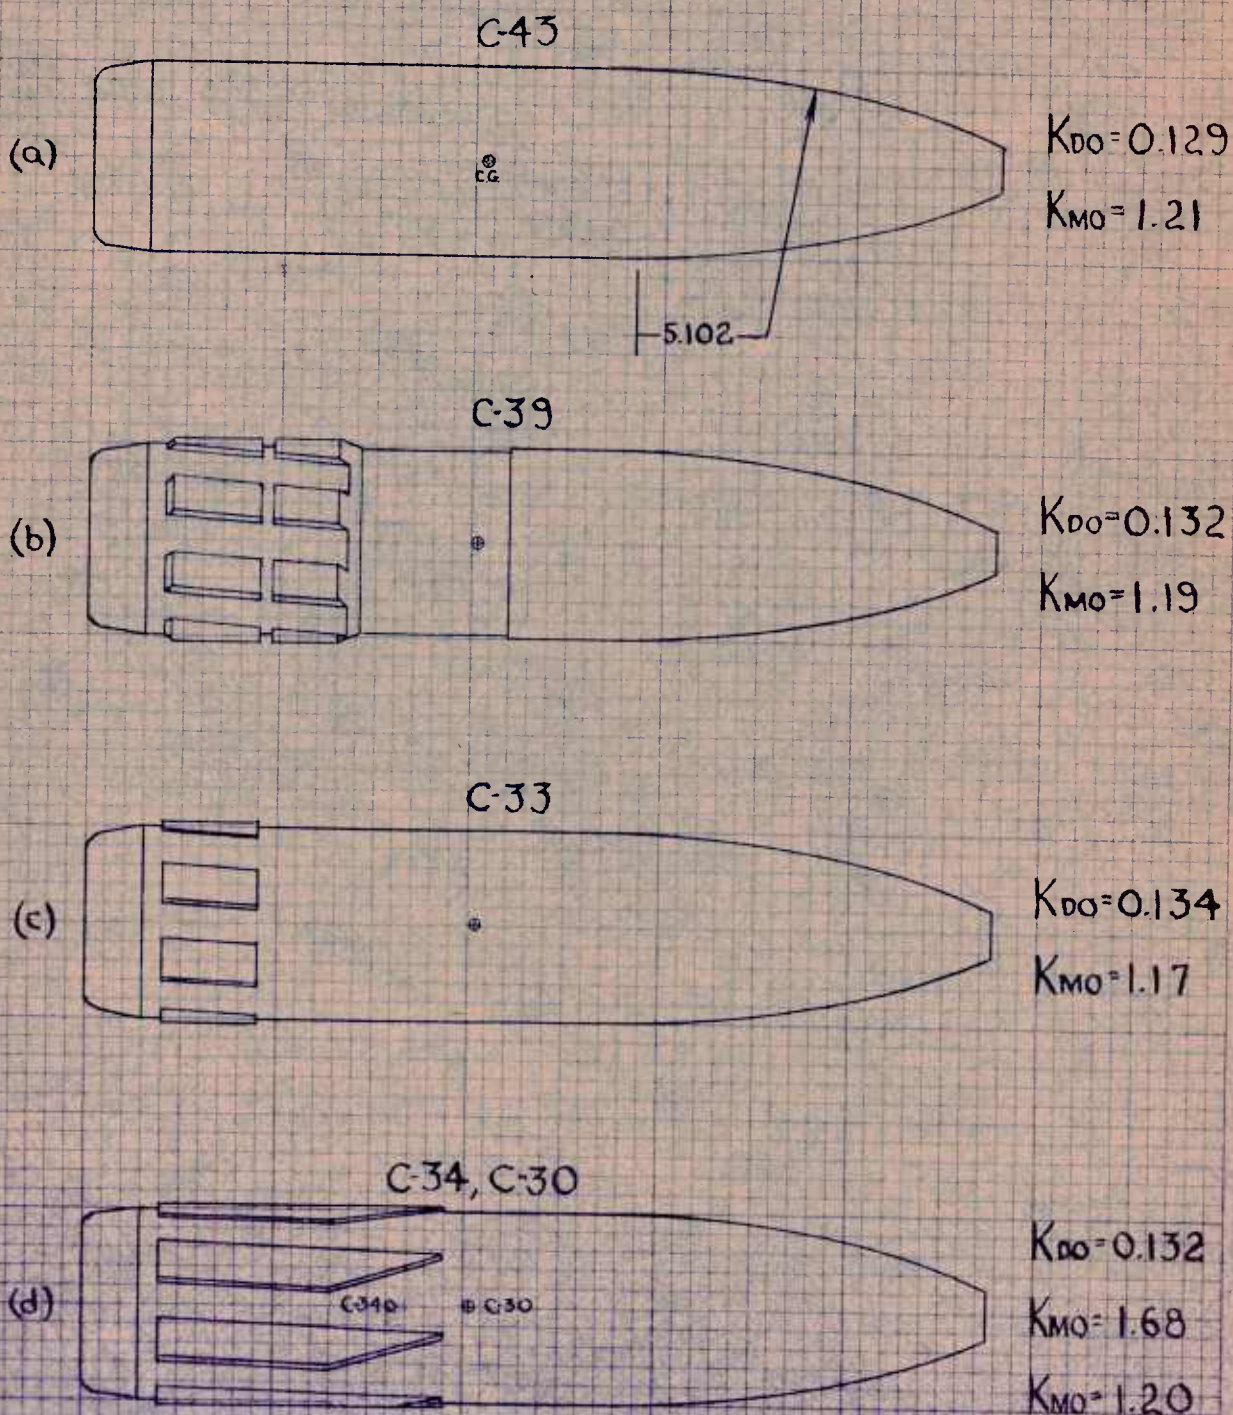 C-43
(a)
C.G.
KDO=0.129
KMO=1.21
5.102
C-39
(b)
KDO=0.132
KMO=1.19
C-33
(c)
KDO=0.134
KMO=1.17
C-34, C-30
(d)
C-34
C-30
KDO=0.132
KMO=1.68
KMO=1.20